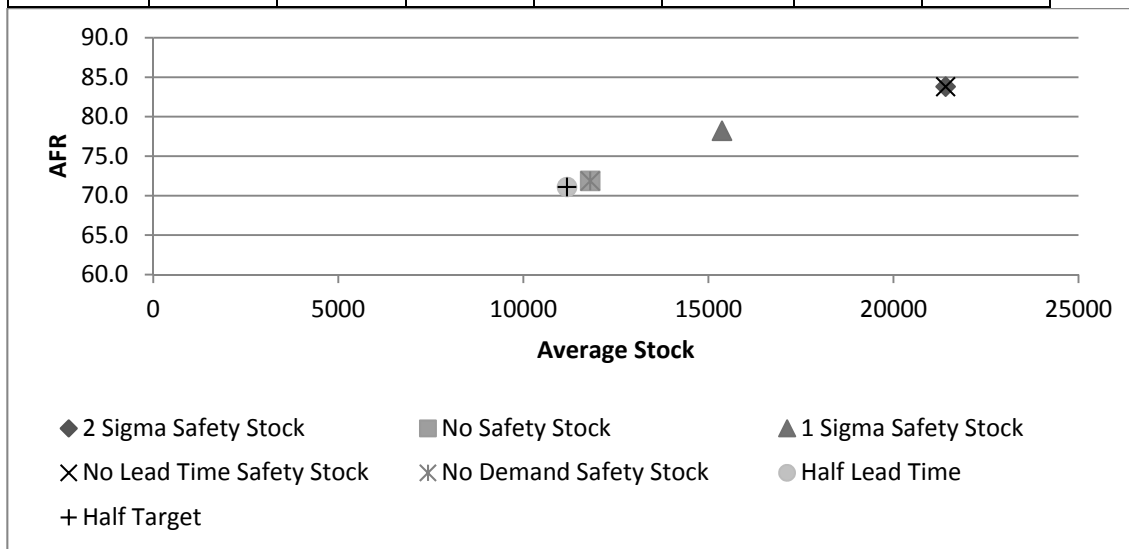 90.0
85.0
80.0
75.0
70.0
65.0
60.0
AFR
0 5000 10000 15000 20000 25000
Average Stock
2 Sigma Safety Stock No Safety Stock 1 Sigma Safety Stock
No Lead Time Safety Stock No Demand Safety Stock Half Lead Time
Half Target